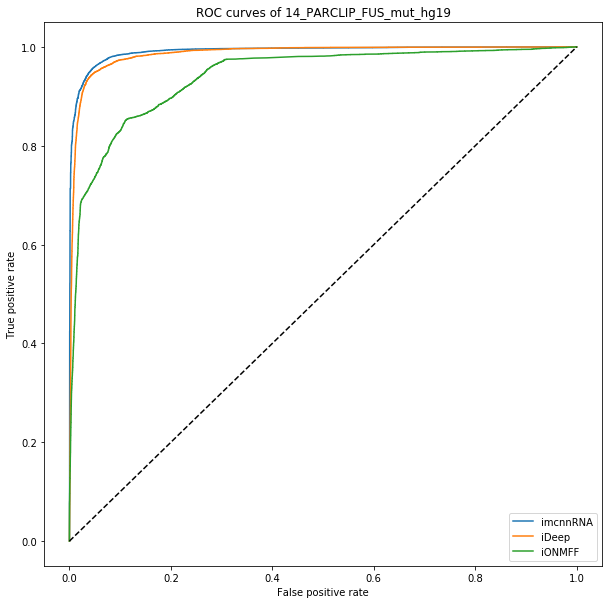 ROC curves of 14_PARCLIP_FUS_mut_hg19
1.0
0.8
0.6
0.4
0.2
0.0
True positive rate
0.0 0.2 0.4 0.6 0.8 1.0
False positive rate
imcnnRNA
iDeep
iONMFF